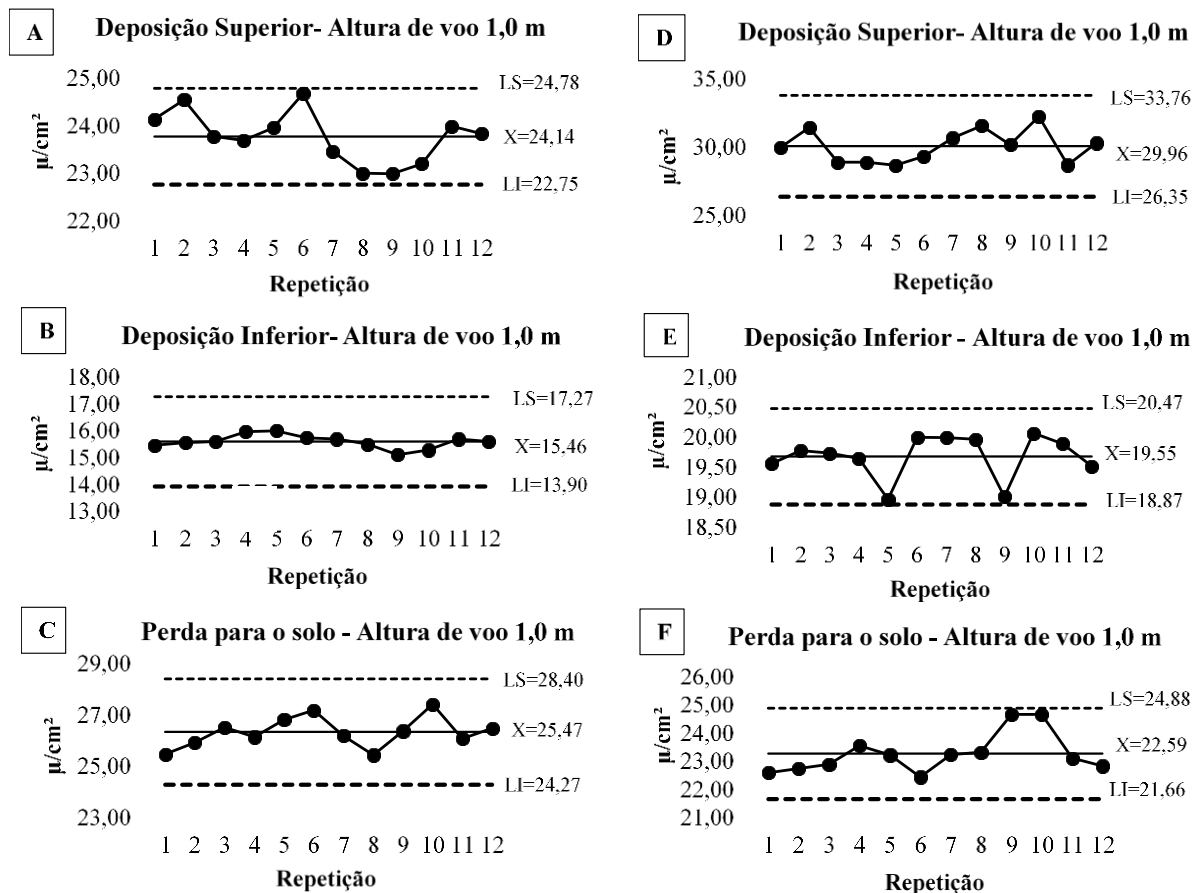 A
Deposição Superior- Altura de voo 1,0 m
25,00
24,00
23,00
22,00
µ/cm²
LS=24,78
X=24,14
LI=22,75
1 2 3 4 5 6 7 8 9 10 11 12
Repetição
D
Deposição Superior- Altura de voo 1,0 m
35,00
30,00
25,00
µ/cm²
LS=33,76
X=29,96
LI=26,35
1 2 3 4 5 6 7 8 9 10 11 12
Repetição
B
Deposição Inferior- Altura de voo 1,0 m
18,00
17,00
16,00
15,00
14,00
13,00
µ/cm²
LS=17,27
X=15,46
LI=13,90
1 2 3 4 5 6 7 8 9 10 11 12
Repetição
E
Deposição Inferior - Altura de voo 1,0 m
21,00
20,50
20,00
19,50
19,00
18,50
µ/cm²
LS=20,47
X=19,55
LI=18,87
1 2 3 4 5 6 7 8 9 10 11 12
Repetição
C
Perda para o solo - Altura de voo 1,0 m
29,00
27,00
25,00
23,00
µ/cm²
LS=28,40
X=25,47
LI=24,27
1 2 3 4 5 6 7 8 9 10 11 12
Repetição
F
Perda para o solo - Altura de voo 1,0 m
26,00
25,00
24,00
23,00
22,00
21,00
µ/cm²
LS=24,88
X=22,59
LI=21,66
1 2 3 4 5 6 7 8 9 10 11 12
Repetição